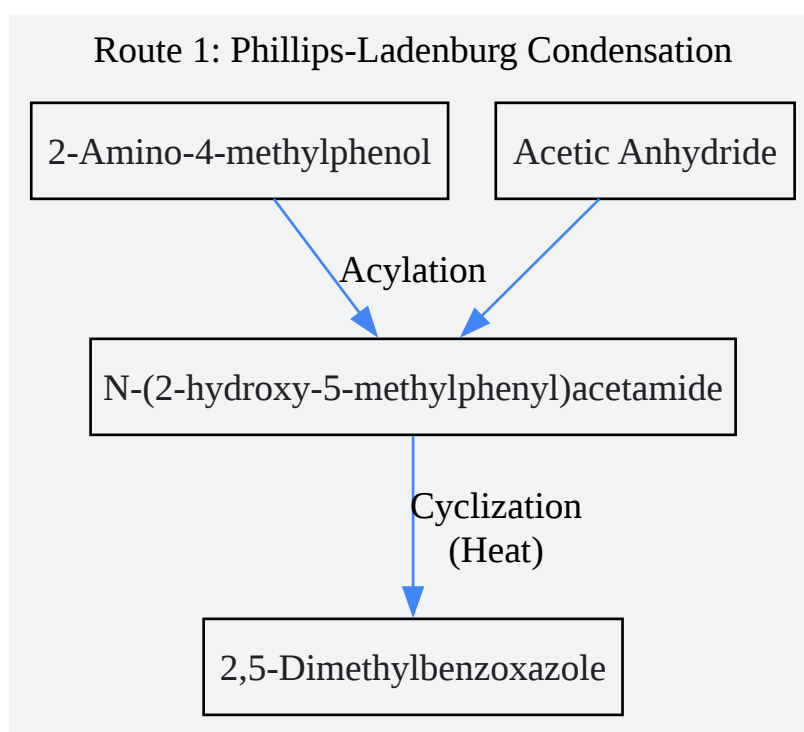 Route 1: Phillips-Ladenburg Condensation
2-Amino-4-methylphenol
Acetic Anhydride
Acylation
N-(2-hydroxy-5-methylphenyl)acetamide
Cyclization
(Heat)
2,5-Dimethylbenzoxazole